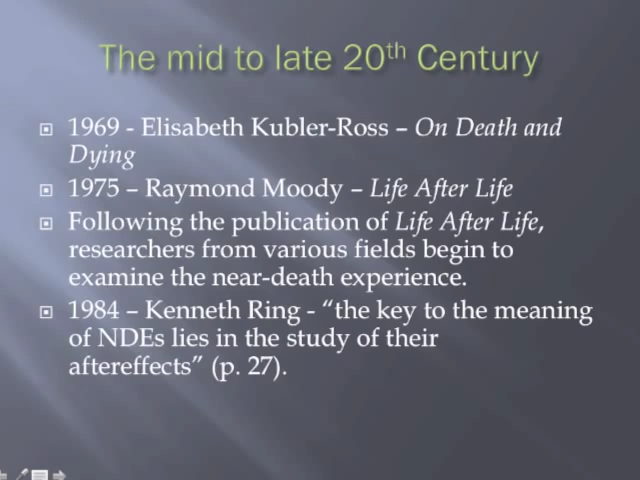 The mid to late 20th Century
1969 - Elisabeth Kubler-Ross – On Death and
Dying
1975 – Raymond Moody – Life After Life
Following the publication of Life After Life,
researchers from various fields begin to
examine the near-death experience.
1984 – Kenneth Ring - “the key to the meaning
of NDEs lies in the study of their
aftereffects” (p. 27).